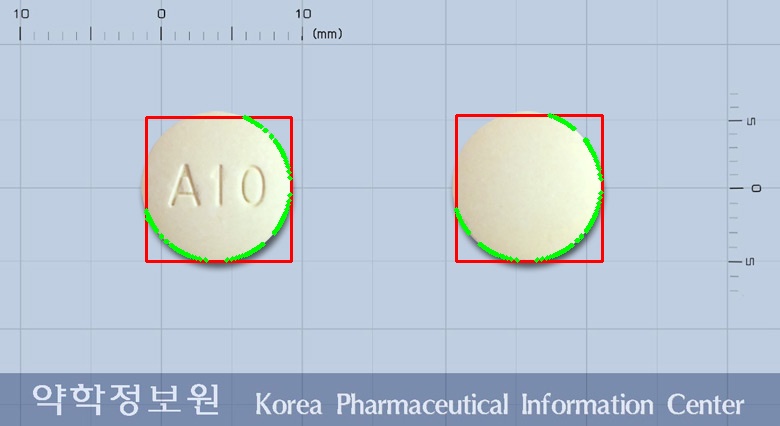 10 0 10 (mm)
A10
5
0
5
약학정보원 Korea Pharmaceutical Information Center